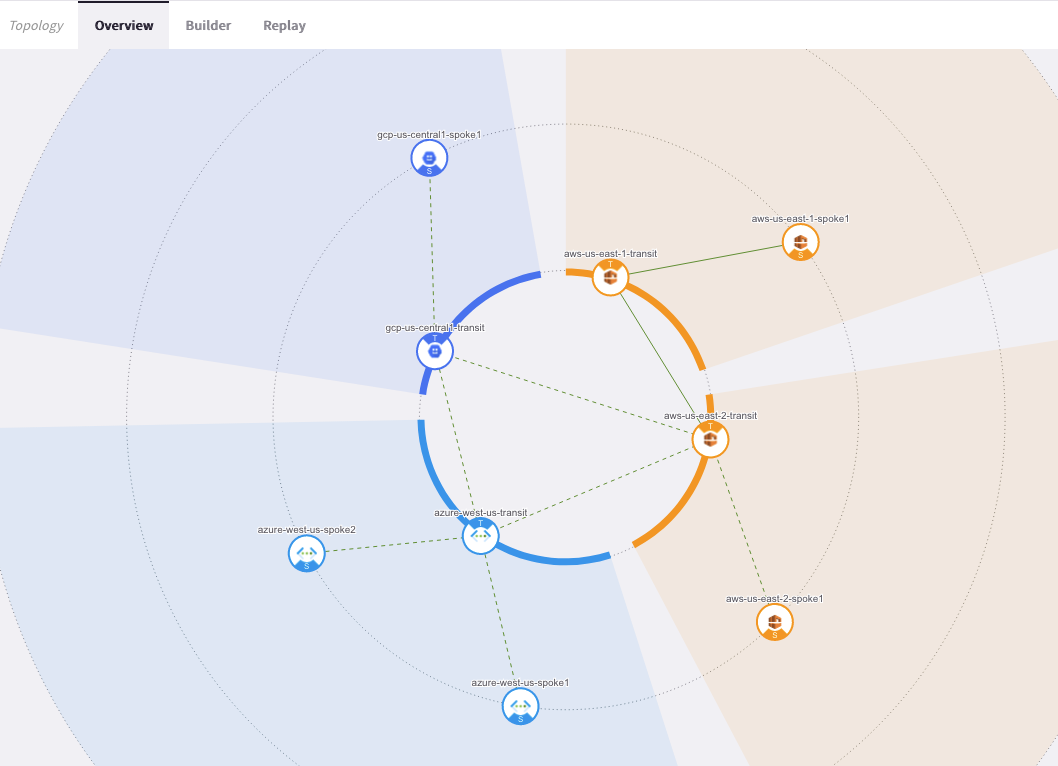 Topology Overview Builder Replay
gcp-us-central1-spoke1
S
aws-us-east-1-spoke1
S
aws-us-east-1-transit
T
gcp-us-central1-transit
T
aws-us-east-2-transit
T
azure-west-us-transit
T
azure-west-us-spoke2
S
aws-us-east-2-spoke1
S
azure-west-us-spoke1
S